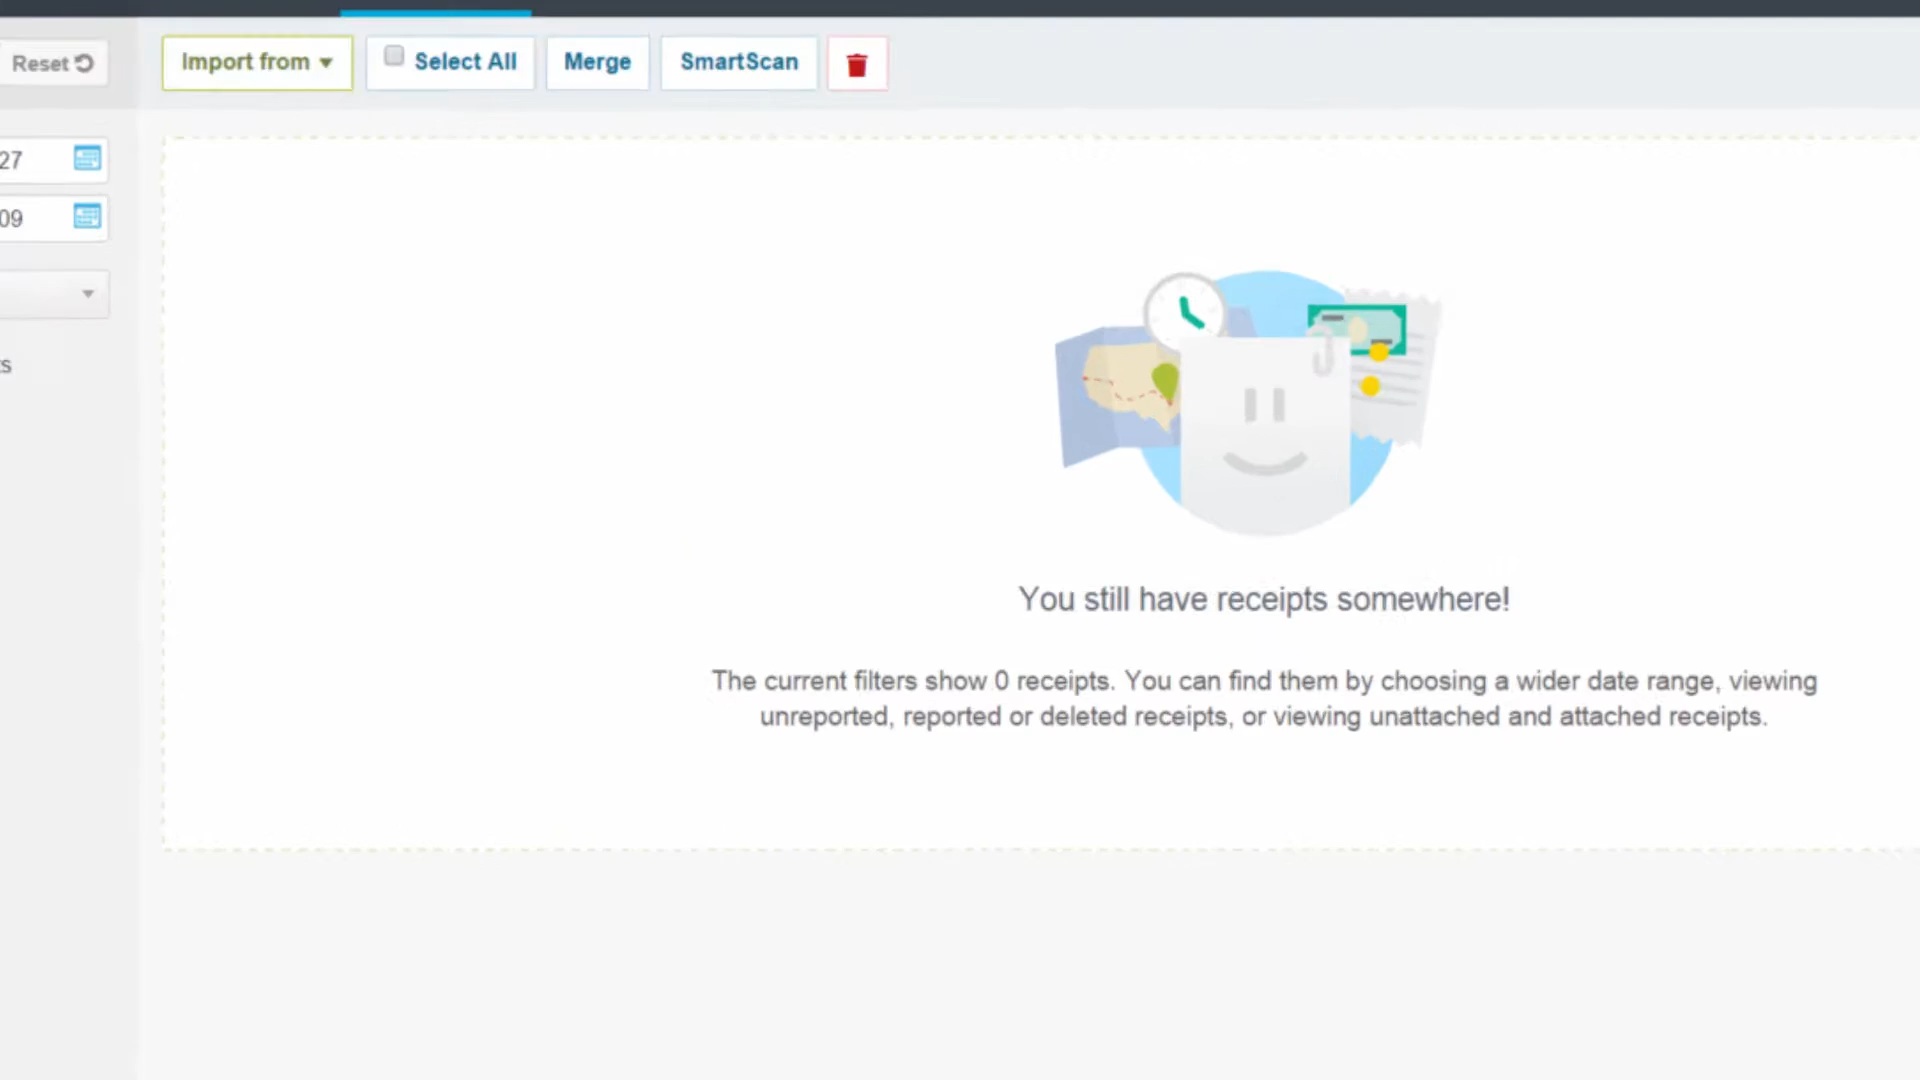 Reset
Import from
Select All
Merge
SmartScan
27
09
ts
You still have receipts somewhere!
The current filters show 0 receipts. You can find them by choosing a wider date range, viewing
unreported, reported or deleted receipts, or viewing unattached and attached receipts.